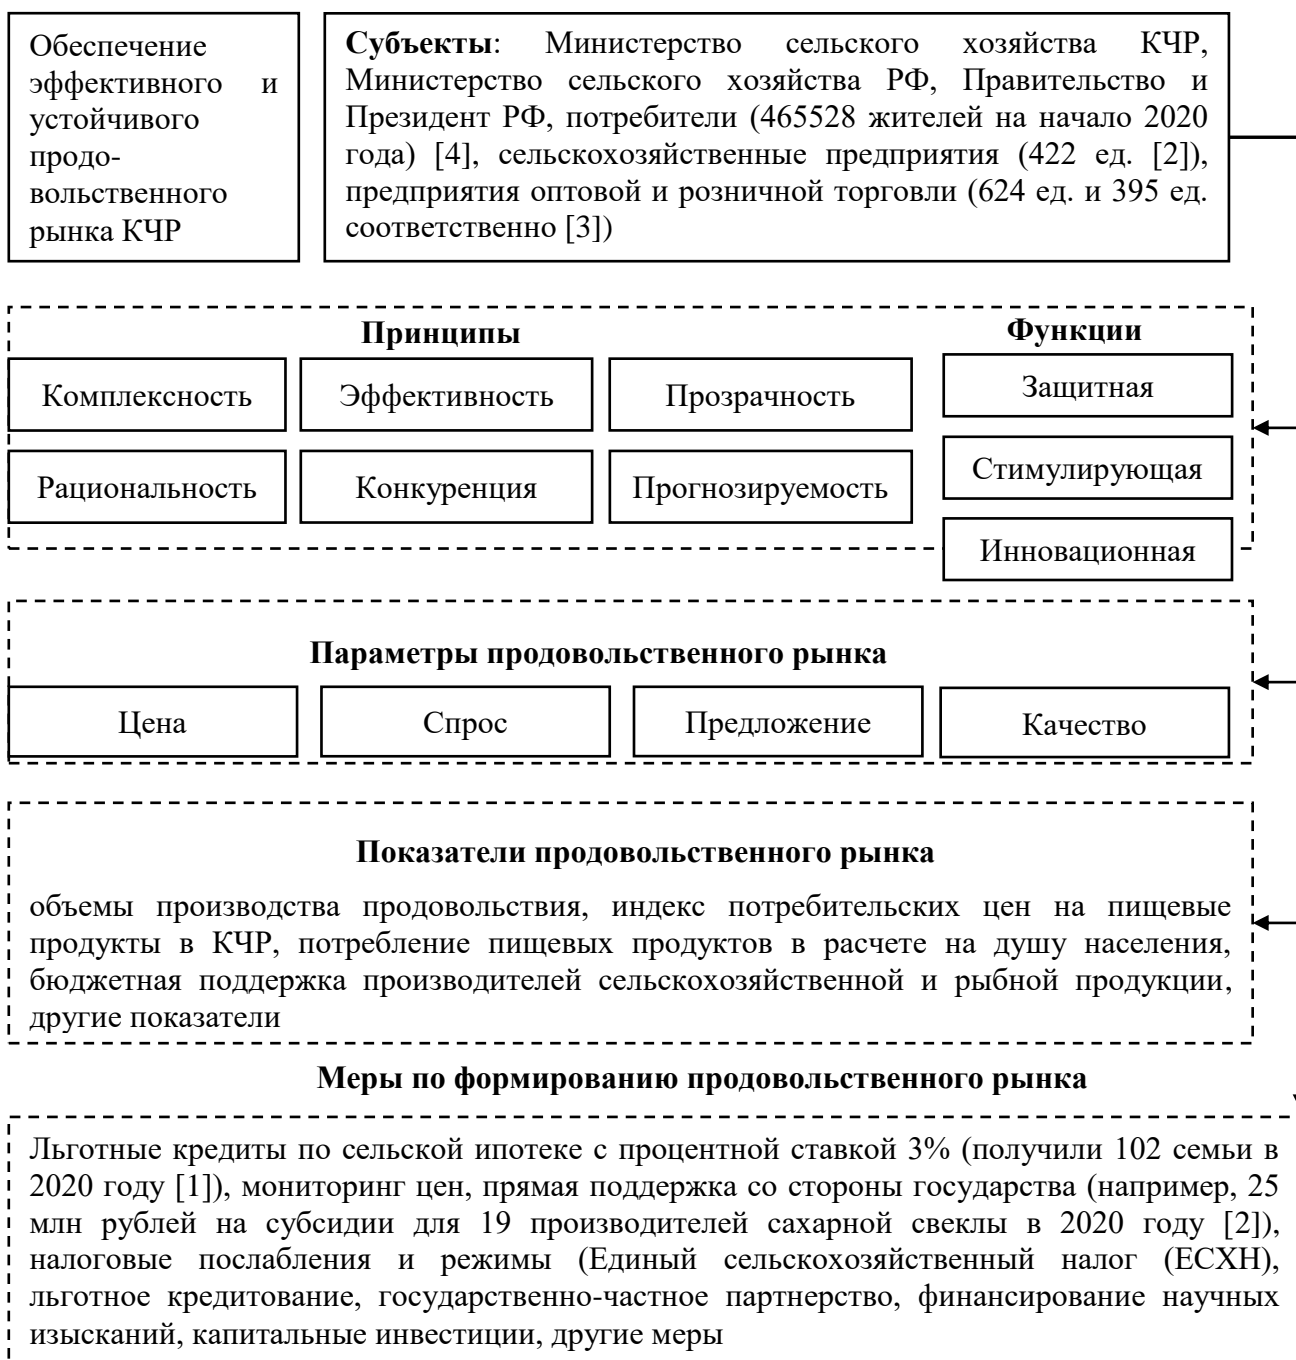 Обеспечение
эффективного и
устойчивого
продо-
вольственного
рынка КЧР
Субъекты: Министерство сельского хозяйства КЧР,
Министерство сельского хозяйства РФ, Правительство и
Президент РФ, потребители (465528 жителей на начало 2020
года) [4], сельскохозяйственные предприятия (422 ед. [2]),
предприятия оптовой и розничной торговли (624 ед. и 395 ед.
соответственно [3])
Принципы
Комплексность
Эффективность
Прозрачность
Рациональность
Конкуренция
Прогнозируемость
Функции
Защитная
Стимулирующая
Инновационная
Параметры продовольственного рынка
Цена
Спрос
Предложение
Качество
Показатели продовольственного рынка
объемы производства продовольствия, индекс потребительских цен на пищевые
продукты в КЧР, потребление пищевых продуктов в расчете на душу населения,
бюджетная поддержка производителей сельскохозяйственной и рыбной продукции,
другие показатели
Меры по формированию продовольственного рынка
Льготные кредиты по сельской ипотеке с процентной ставкой 3% (получили 102 семьи в
2020 году [1]), мониторинг цен, прямая поддержка со стороны государства (например, 25
млн рублей на субсидии для 19 производителей сахарной свеклы в 2020 году [2]),
налоговые послабления и режимы (Единый сельскохозяйственный налог (ЕСХН),
льготное кредитование, государственно-частное партнерство, финансирование научных
изысканий, капитальные инвестиции, другие меры